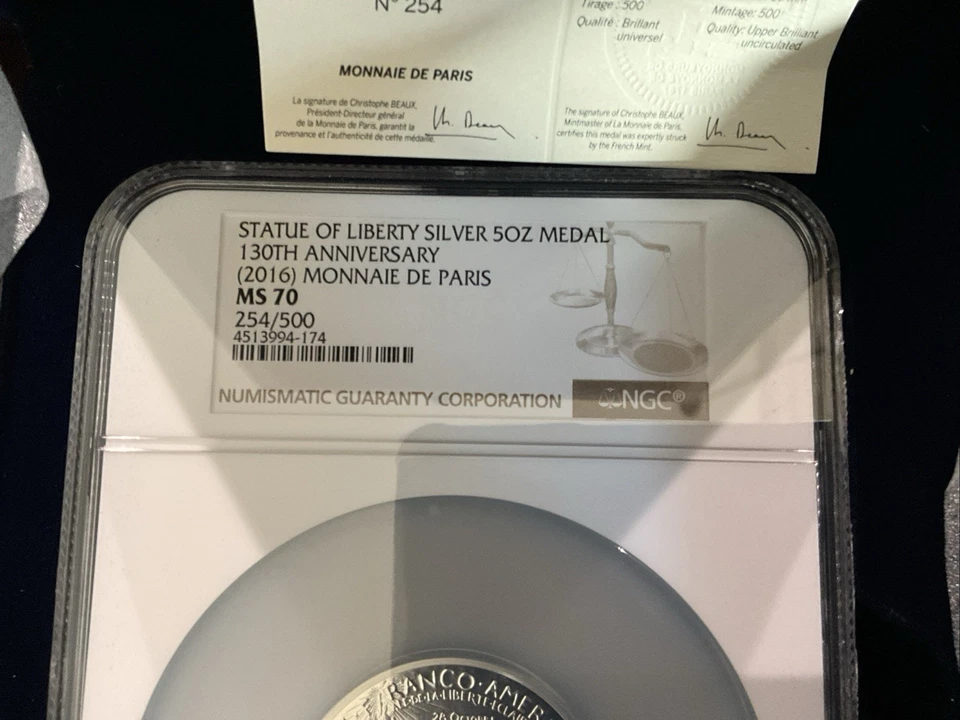 N° 254
MONNAIE DE PARIS
La signature de Christophe BEAUX,
Président-Directeur général
de la Monnaie de Paris, garantit la
provenance et l'authenticité de cette médaille.
Tirage : 500
Qualité : Brillant
universel
Mintage: 500
Quality: Upper Brilliant
uncirculated
The signature of Christophe BEAUX,
Mintmaster of La Monnaie de Paris,
certifies this medal was expertly struck
by the French Mint.
STATUE OF LIBERTY SILVER 5OZ MEDAL
130TH ANNIVERSARY
(2016) MONNAIE DE PARIS
MS 70
254/500
4513994-174
NUMISMATIC GUARANTY CORPORATION
NGC®
FRANCO·AMER